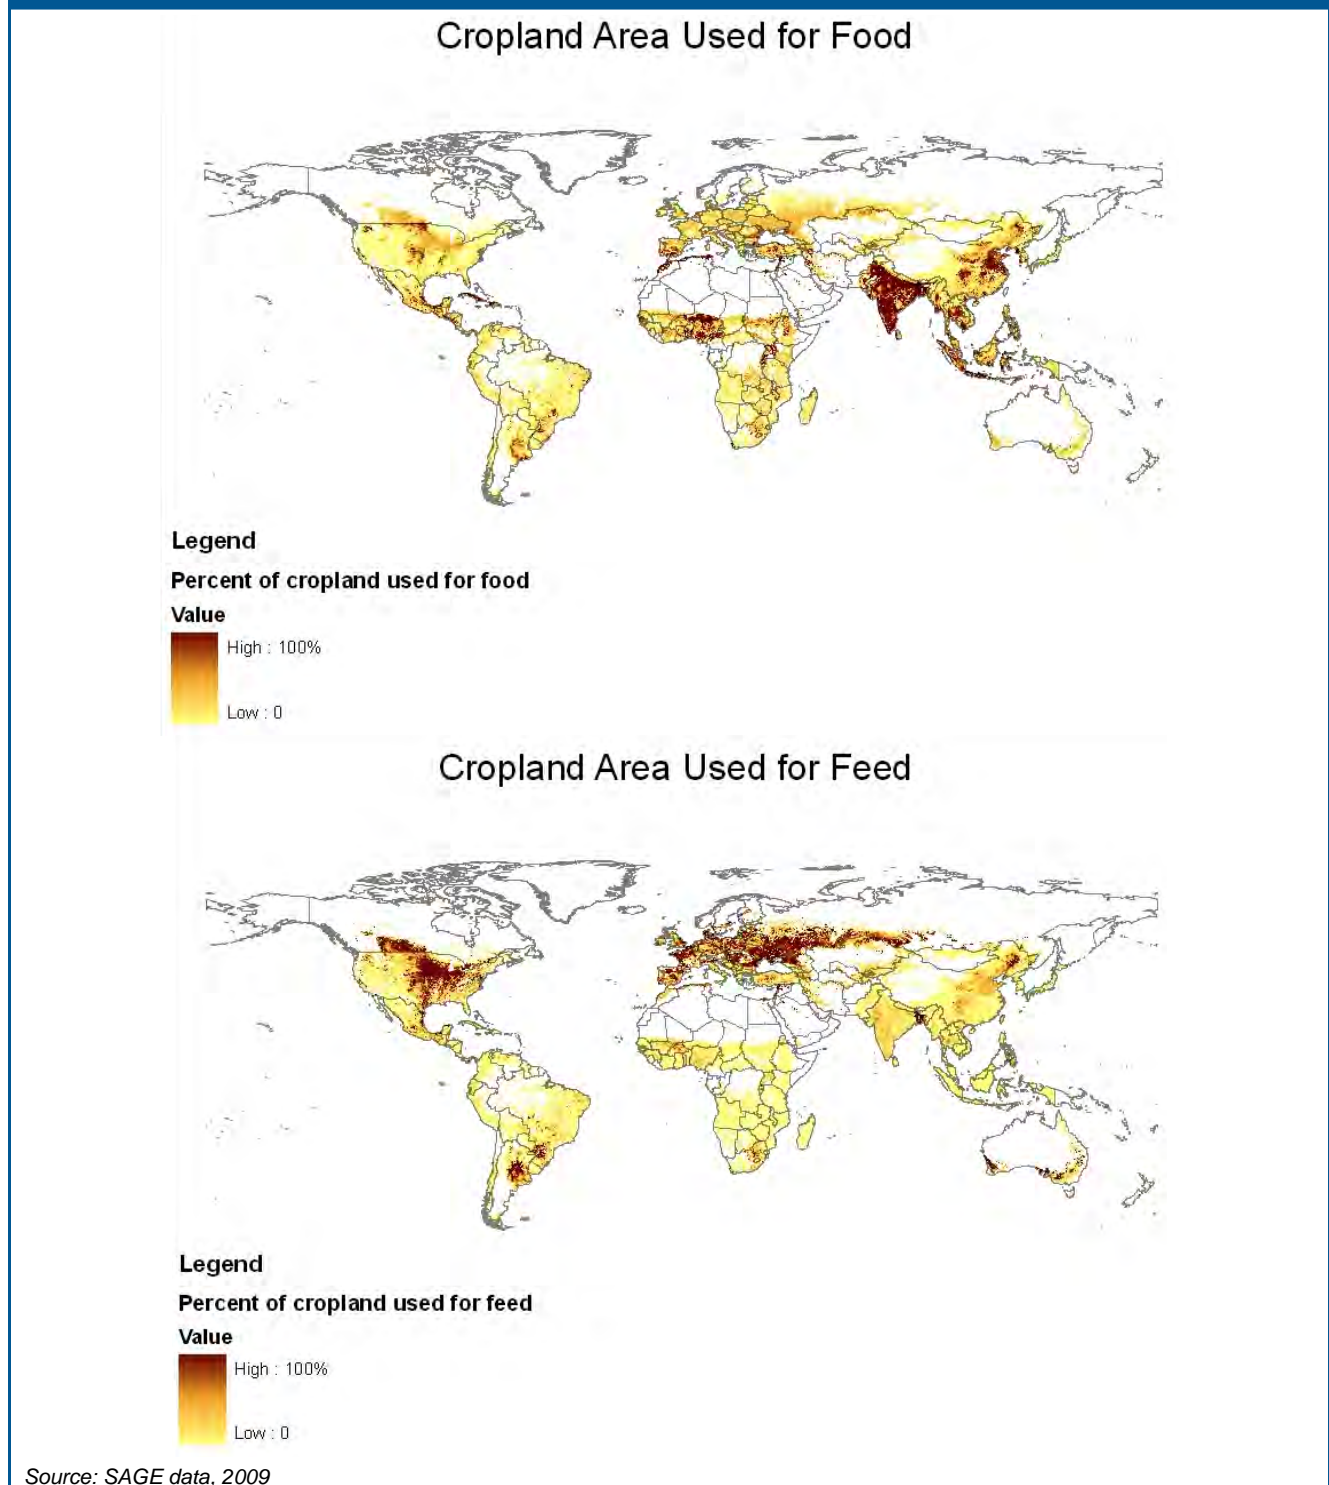 Cropland Area Used for Food
Legend
Percent of cropland used for food
Value
High : 100%
Low : 0
Cropland Area Used for Feed
Legend
Percent of cropland used for feed
Value
High : 100%
Low : 0
Source: SAGE data, 2009